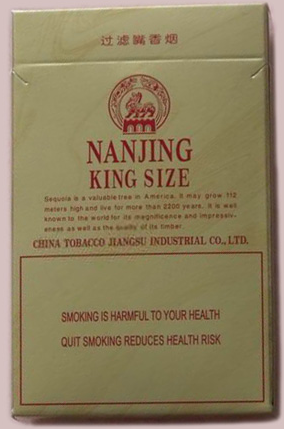 过滤嘴香烟
NANJING
KING SIZE
Sequoia is a valuable tree in America. It may grow 112
meters high and live for more than 2200 years. It is well
known to the world for its magnificence and impressiv-
eness as well as the quality of its timber.
CHINA TOBACCO JIANGSU INDUSTRIAL CO., LTD.
SMOKING IS HARMFUL TO YOUR HEALTH
QUIT SMOKING REDUCES HEALTH RISK